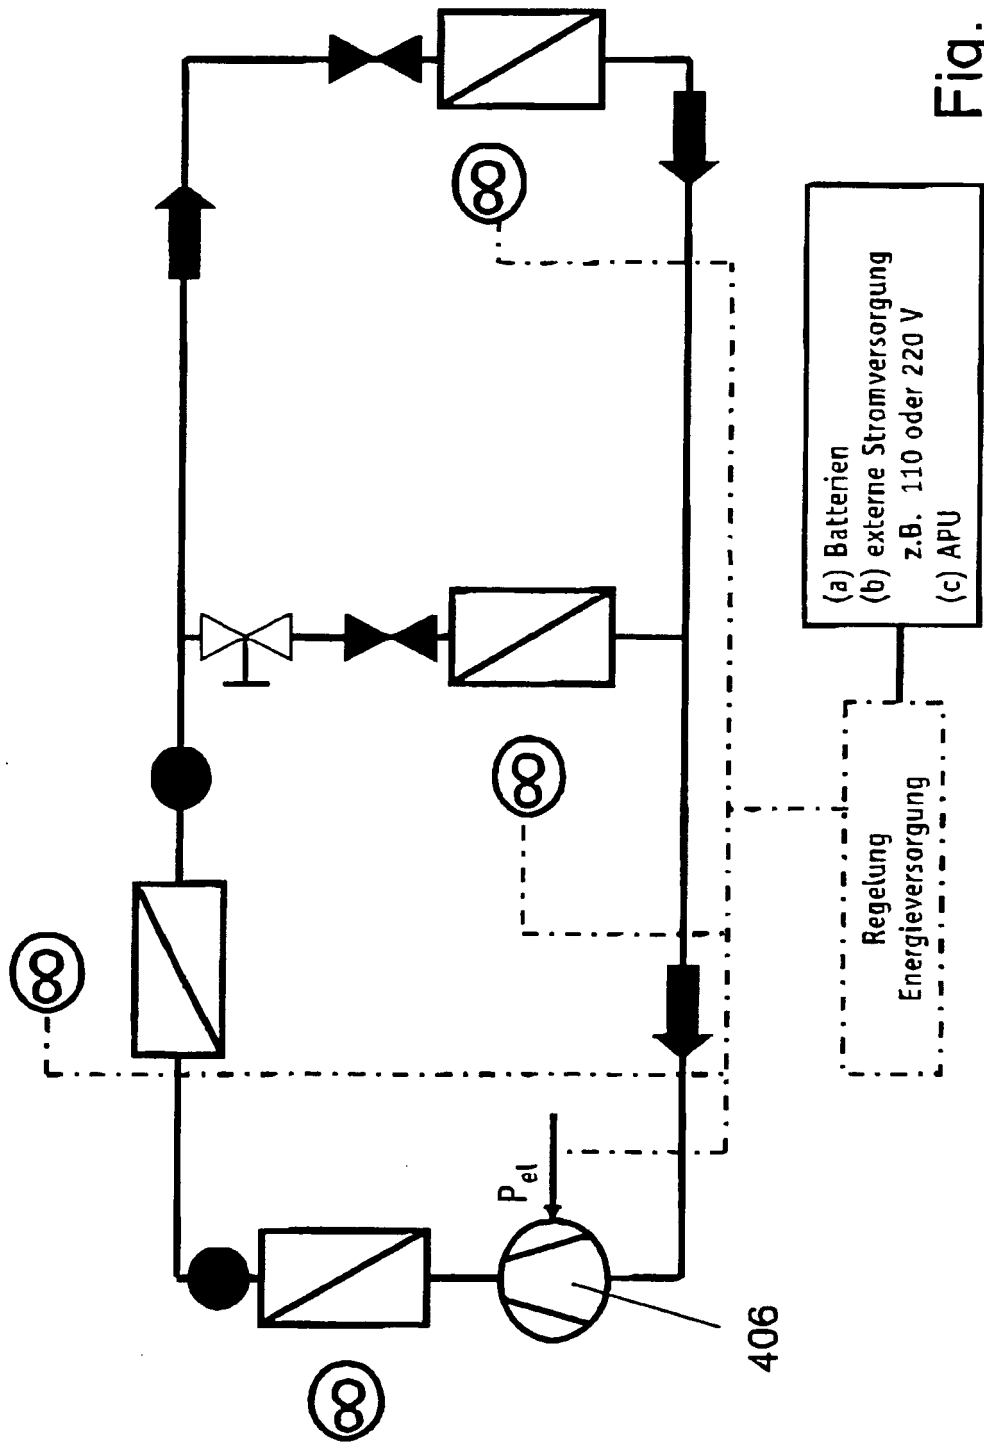 P_el
406
Regelung
Energieversorgung
(a) Batterien
(b) externe Stromversorgung
z.B. 110 oder 220 V
(c) APU
Fig.